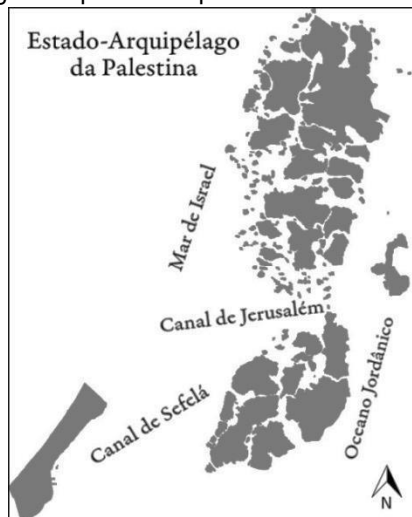 Estado-Arquipélago
da Palestina
Mar de Israel
Canal de Jerusalém
Canal de Sefelá
Oceano Jordânico
N